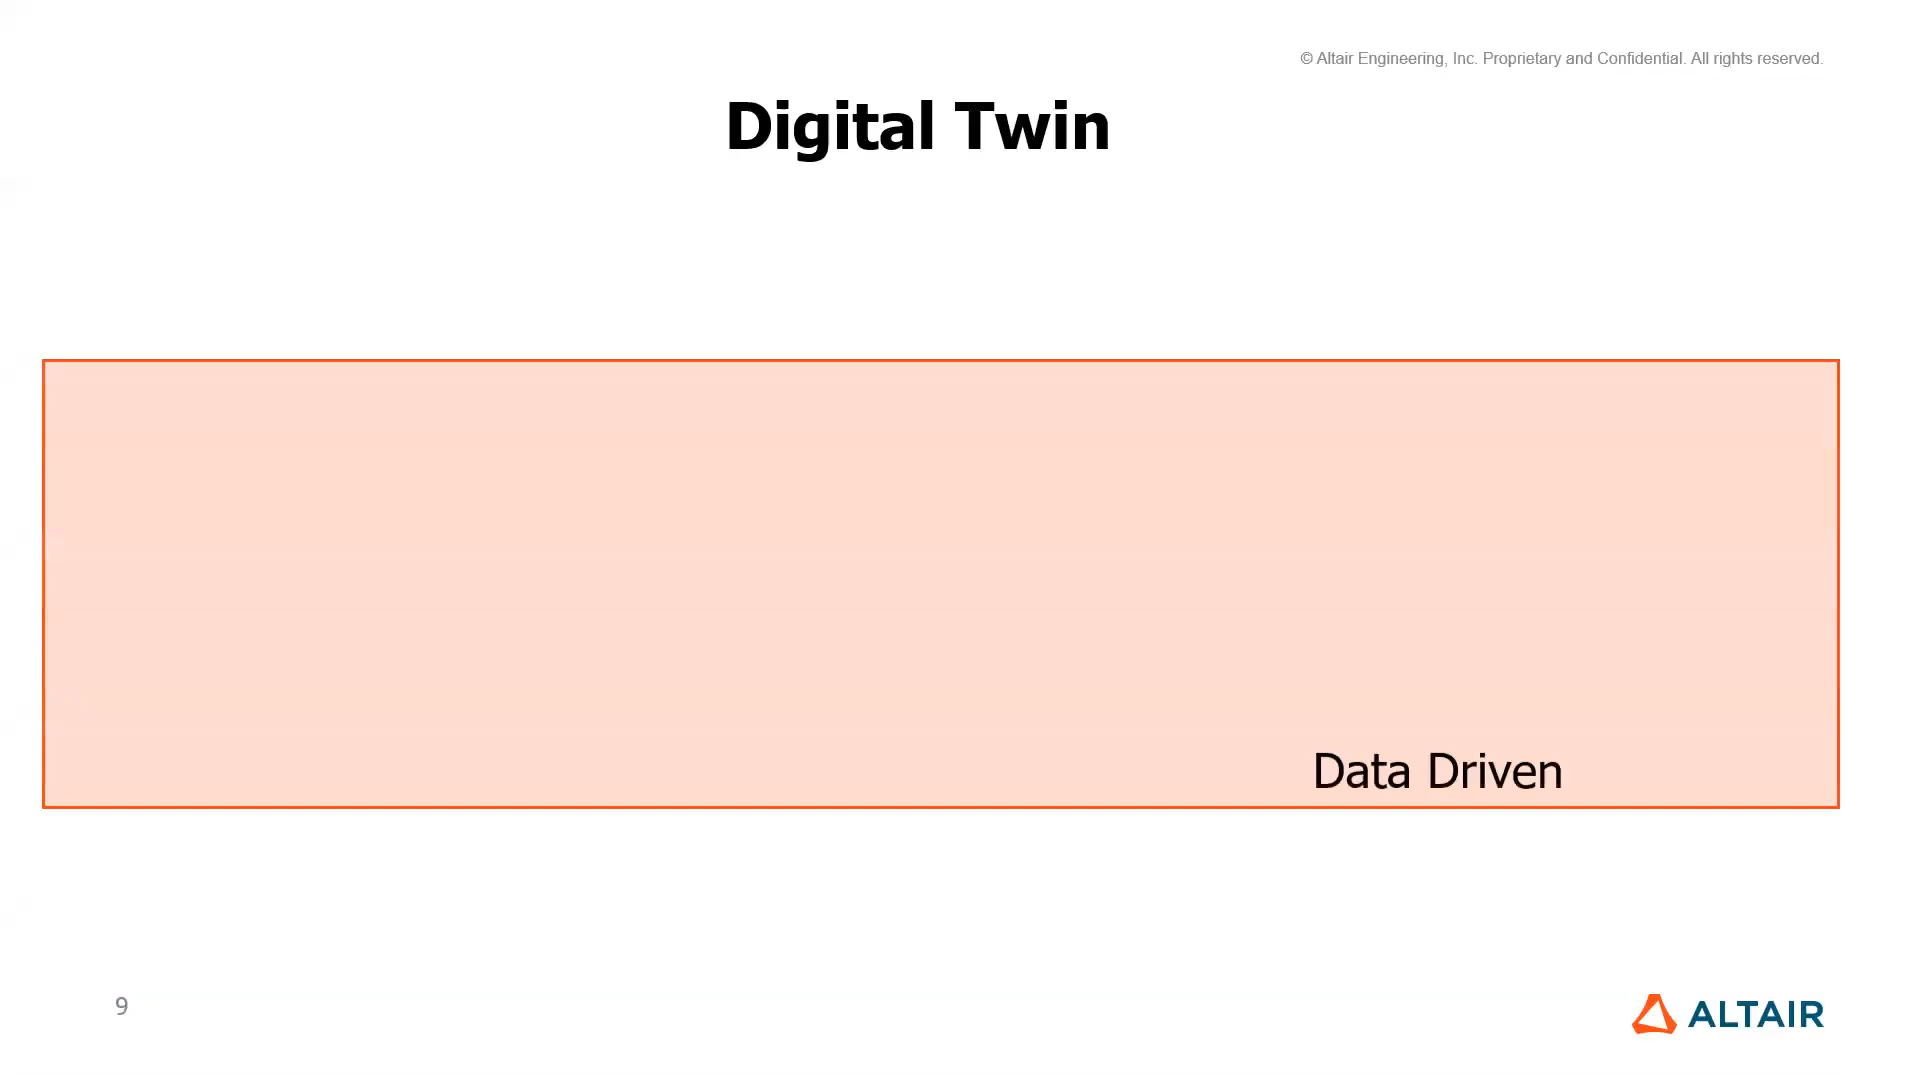 © Altair Engineering, Inc. Proprietary and Confidential. All rights reserved.
Digital Twin
Data Driven
9
ALTAIR